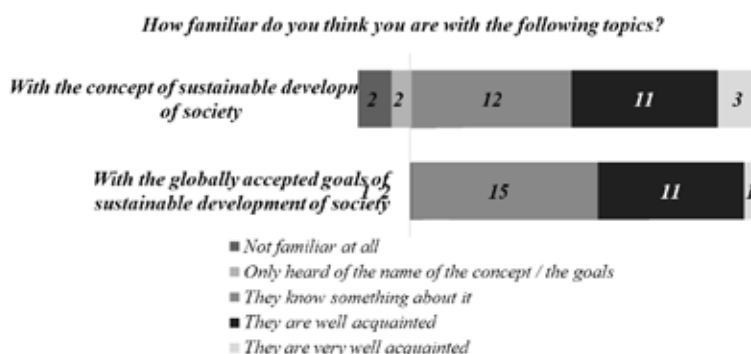 How familiar do you think you are with the following topics?
With the concept of sustainable developm
of society
2 2 12 11 3
With the globally accepted goals of
sustainable development of society
1 2 15 11 1
Not familiar at all
Only heard of the name of the concept / the goals
They know something about it
They are well acquainted
They are very well acquainted